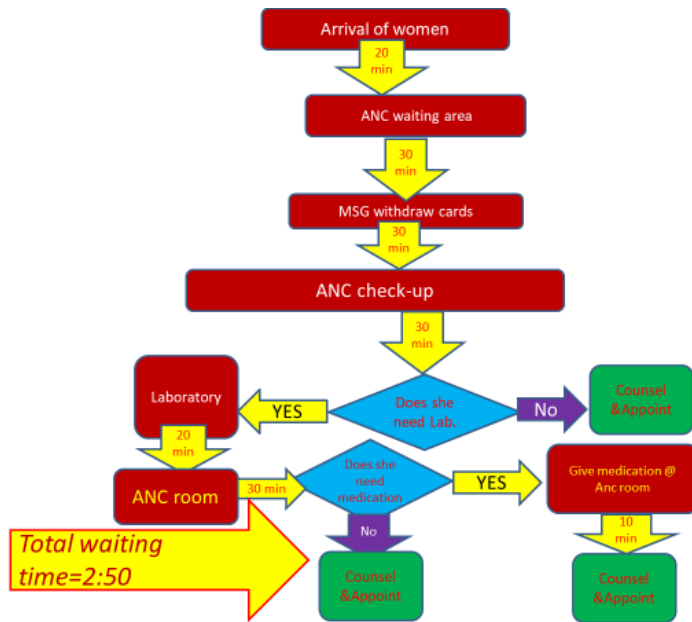 Arrival of women
20
min
ANC waiting area
30
min
MSG withdraw cards
30
min
ANC check-up
30
min
Laboratory
YES
Does she
need Lab.
No
Counsel
&Appoint
20
min
ANC room
30 min
Does she
need
medication
YES
Give medication @
Anc room
No
10
min
Total waiting
time=2:50
Counsel
&Appoint
Counsel
&Appoint